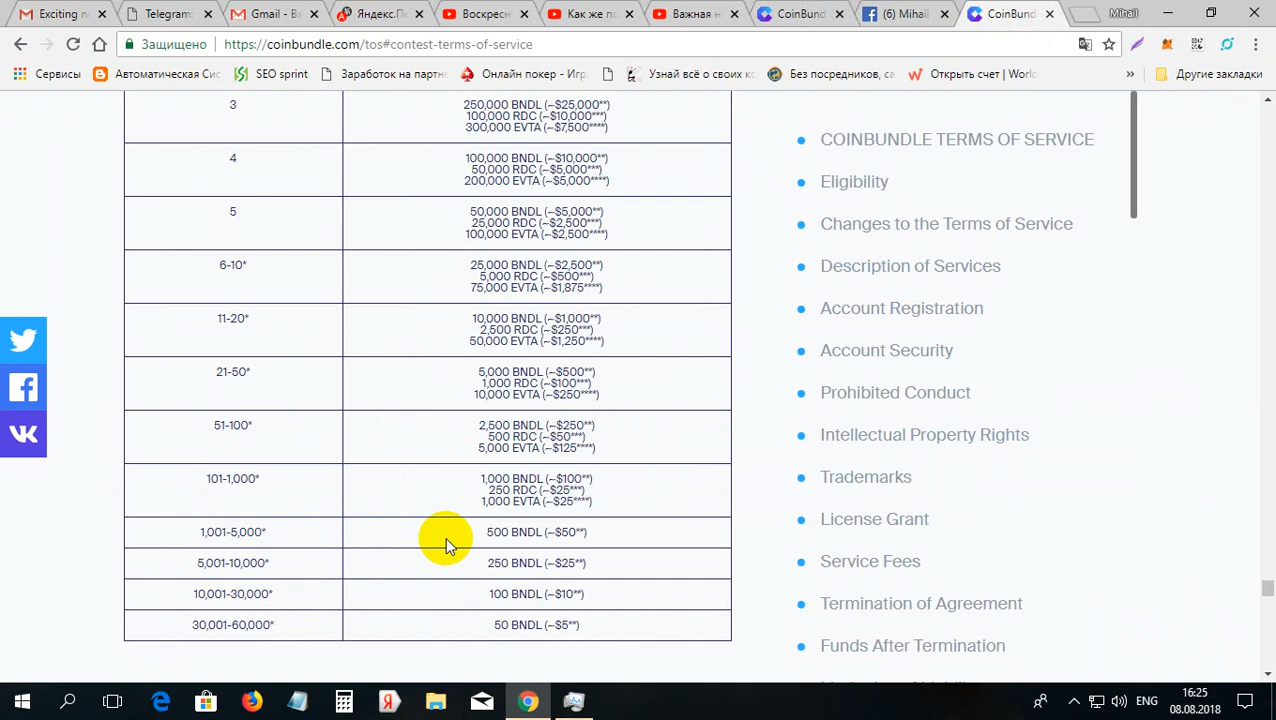 Exciting n
Telegram:
Gmail - Вх
Яндекс.П
Воскресн
Как же по
Важная н
CoinBund
(6) Mihail
CoinBund
Mihail
Защищено
https://coinbundle.com/tos#contest-terms-of-service
Сервисы
Автоматическая Сис
SEO sprint
Заработок на партн
Онлайн покер - Игр
Узнай всё о своих ко
Без посредников, са
Открыть счет | World
»
Другие закладки
3
250,000 BNDL (~$25,000**)
100,000 RDC (~$10,000***)
300,000 EVTA (~$7,500****)
4
100,000 BNDL (~$10,000**)
50,000 RDC (~$5,000***)
200,000 EVTA (~$5,000****)
5
50,000 BNDL (~$5,000**)
25,000 RDC (~$2,500***)
100,000 EVTA (~$2,500****)
6-10*
25,000 BNDL (~$2,500**)
5,000 RDC (~$500***)
75,000 EVTA (~$1,875****)
11-20*
10,000 BNDL (~$1,000**)
2,500 RDC (~$250***)
50,000 EVTA (~$1,250****)
21-50*
5,000 BNDL (~$500**)
1,000 RDC (~$100***)
10,000 EVTA (~$250****)
51-100*
2,500 BNDL (~$250**)
500 RDC (~$50***)
5,000 EVTA (~$125****)
101-1,000*
1,000 BNDL (~$100**)
250 RDC (~$25***)
1,000 EVTA (~$25****)
1,001-5,000*
500 BNDL (~$50**)
5,001-10,000*
250 BNDL (~$25**)
10,001-30,000*
100 BNDL (~$10**)
30,001-60,000*
50 BNDL (~$5**)
COINBUNDLE TERMS OF SERVICE
Eligibility
Changes to the Terms of Service
Description of Services
Account Registration
Account Security
Prohibited Conduct
Intellectual Property Rights
Trademarks
License Grant
Service Fees
Termination of Agreement
Funds After Termination
ENG
16:25
08.08.2018